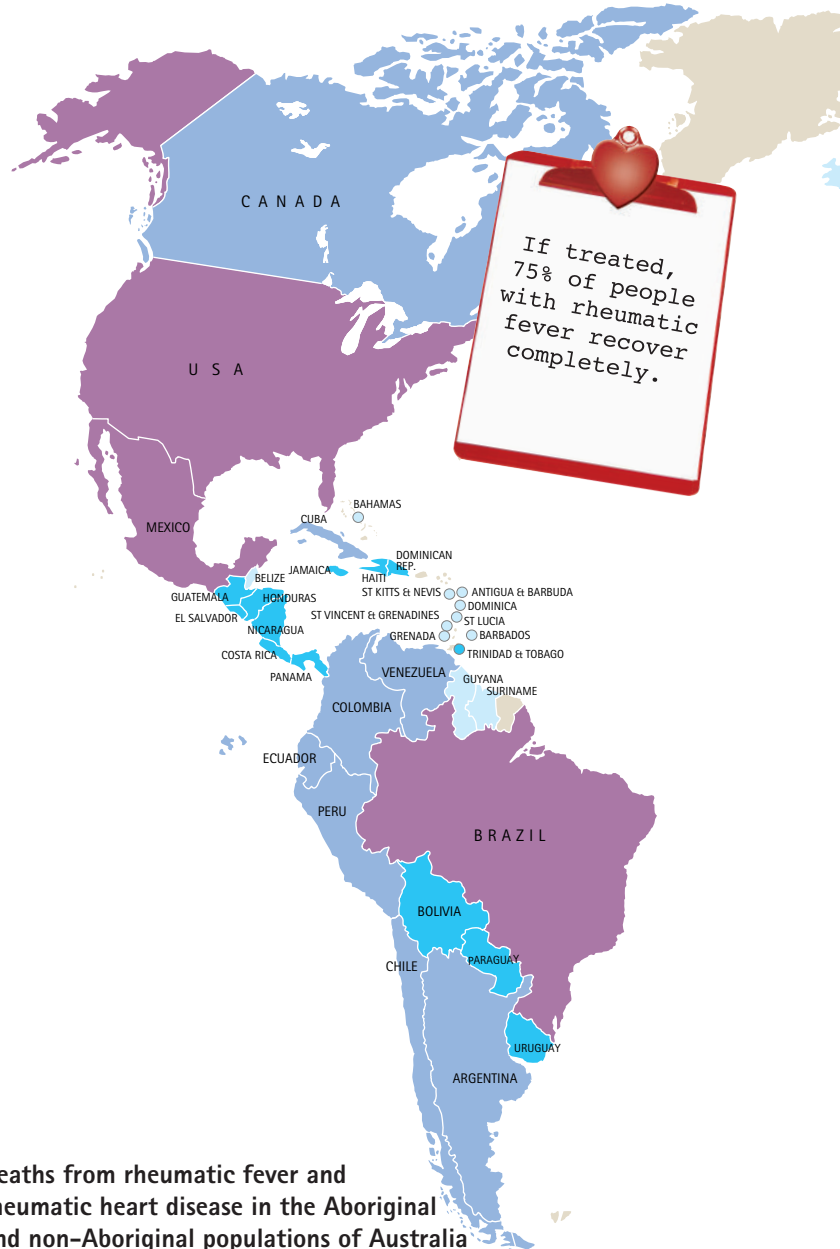 CANADA
If treated,
75% of people
with rheumatic
fever recover
completely.
USA
BAHAMAS
CUBA
MEXICO
DOMINICAN
REP.
JAMAICA
HAITI
BELIZE
ST KITTS & NEVIS
ANTIGUA & BARBUDA
GUATEMALA
HONDURAS
DOMINICA
ST VINCENT & GRENADINES
EL SALVADOR
ST LUCIA
NICARAGUA
GRENADA
BARBADOS
COSTA RICA
TRINIDAD & TOBAGO
PANAMA
VENEZUELA
GUYANA
SURINAME
COLOMBIA
ECUADOR
PERU
BRAZIL
BOLIVIA
CHILE
PARAGUAY
URUGUAY
ARGENTINA
eaths from rheumatic fever and
heumatic heart disease in the Aboriginal
nd non-Aboriginal populations of Australia